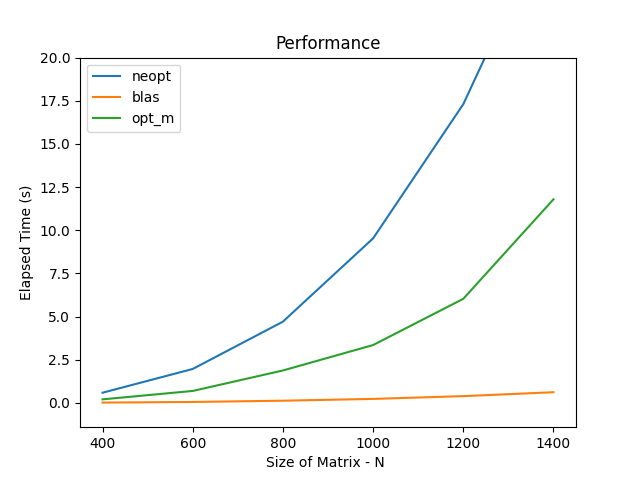 Performance
neopt
blas
opt_m
20.0
17.5
15.0
12.5
10.0
7.5
5.0
2.5
0.0
Elapsed Time (s)
400 600 800 1000 1200 1400
Size of Matrix - N